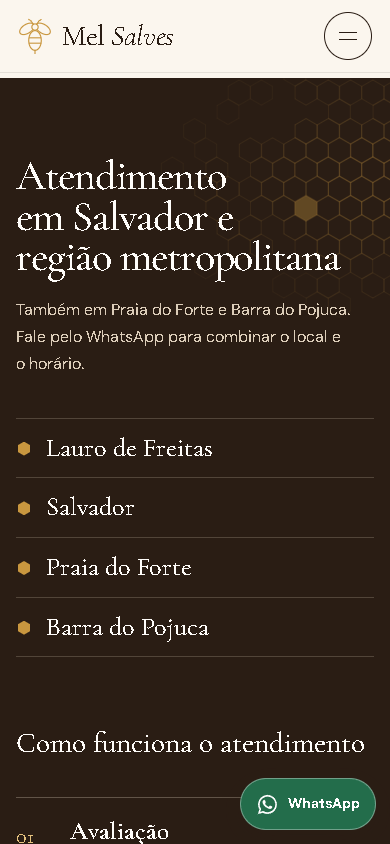 Mel Salves
Atendimento
em Salvador e
região metropolitana
Também em Praia do Forte e Barra do Pojuca.
Fale pelo WhatsApp para combinar o local e
o horário.
Lauro de Freitas
Salvador
Praia do Forte
Barra do Pojuca
Como funciona o atendimento
WhatsApp
01 Avaliação